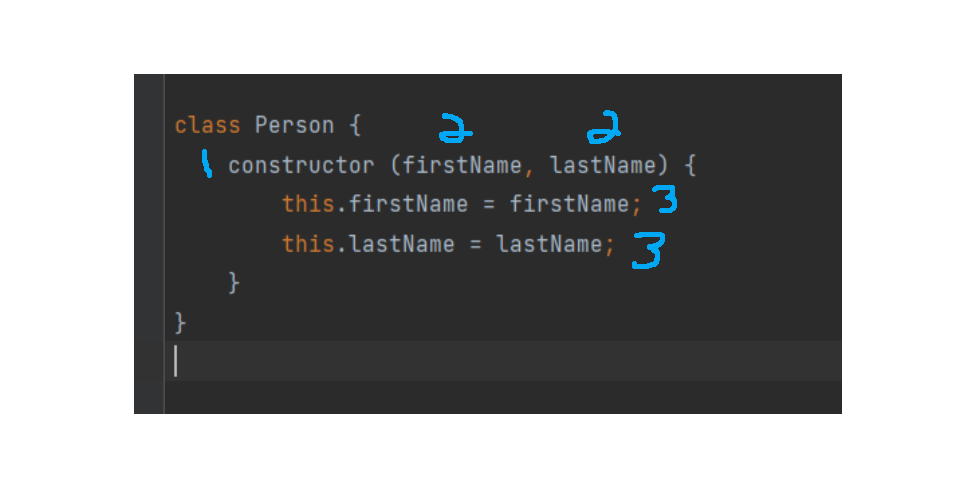 class Person {
2 2
1 constructor (firstName, lastName) {
this.firstName = firstName; 3
this.lastName = lastName; 3
}
}